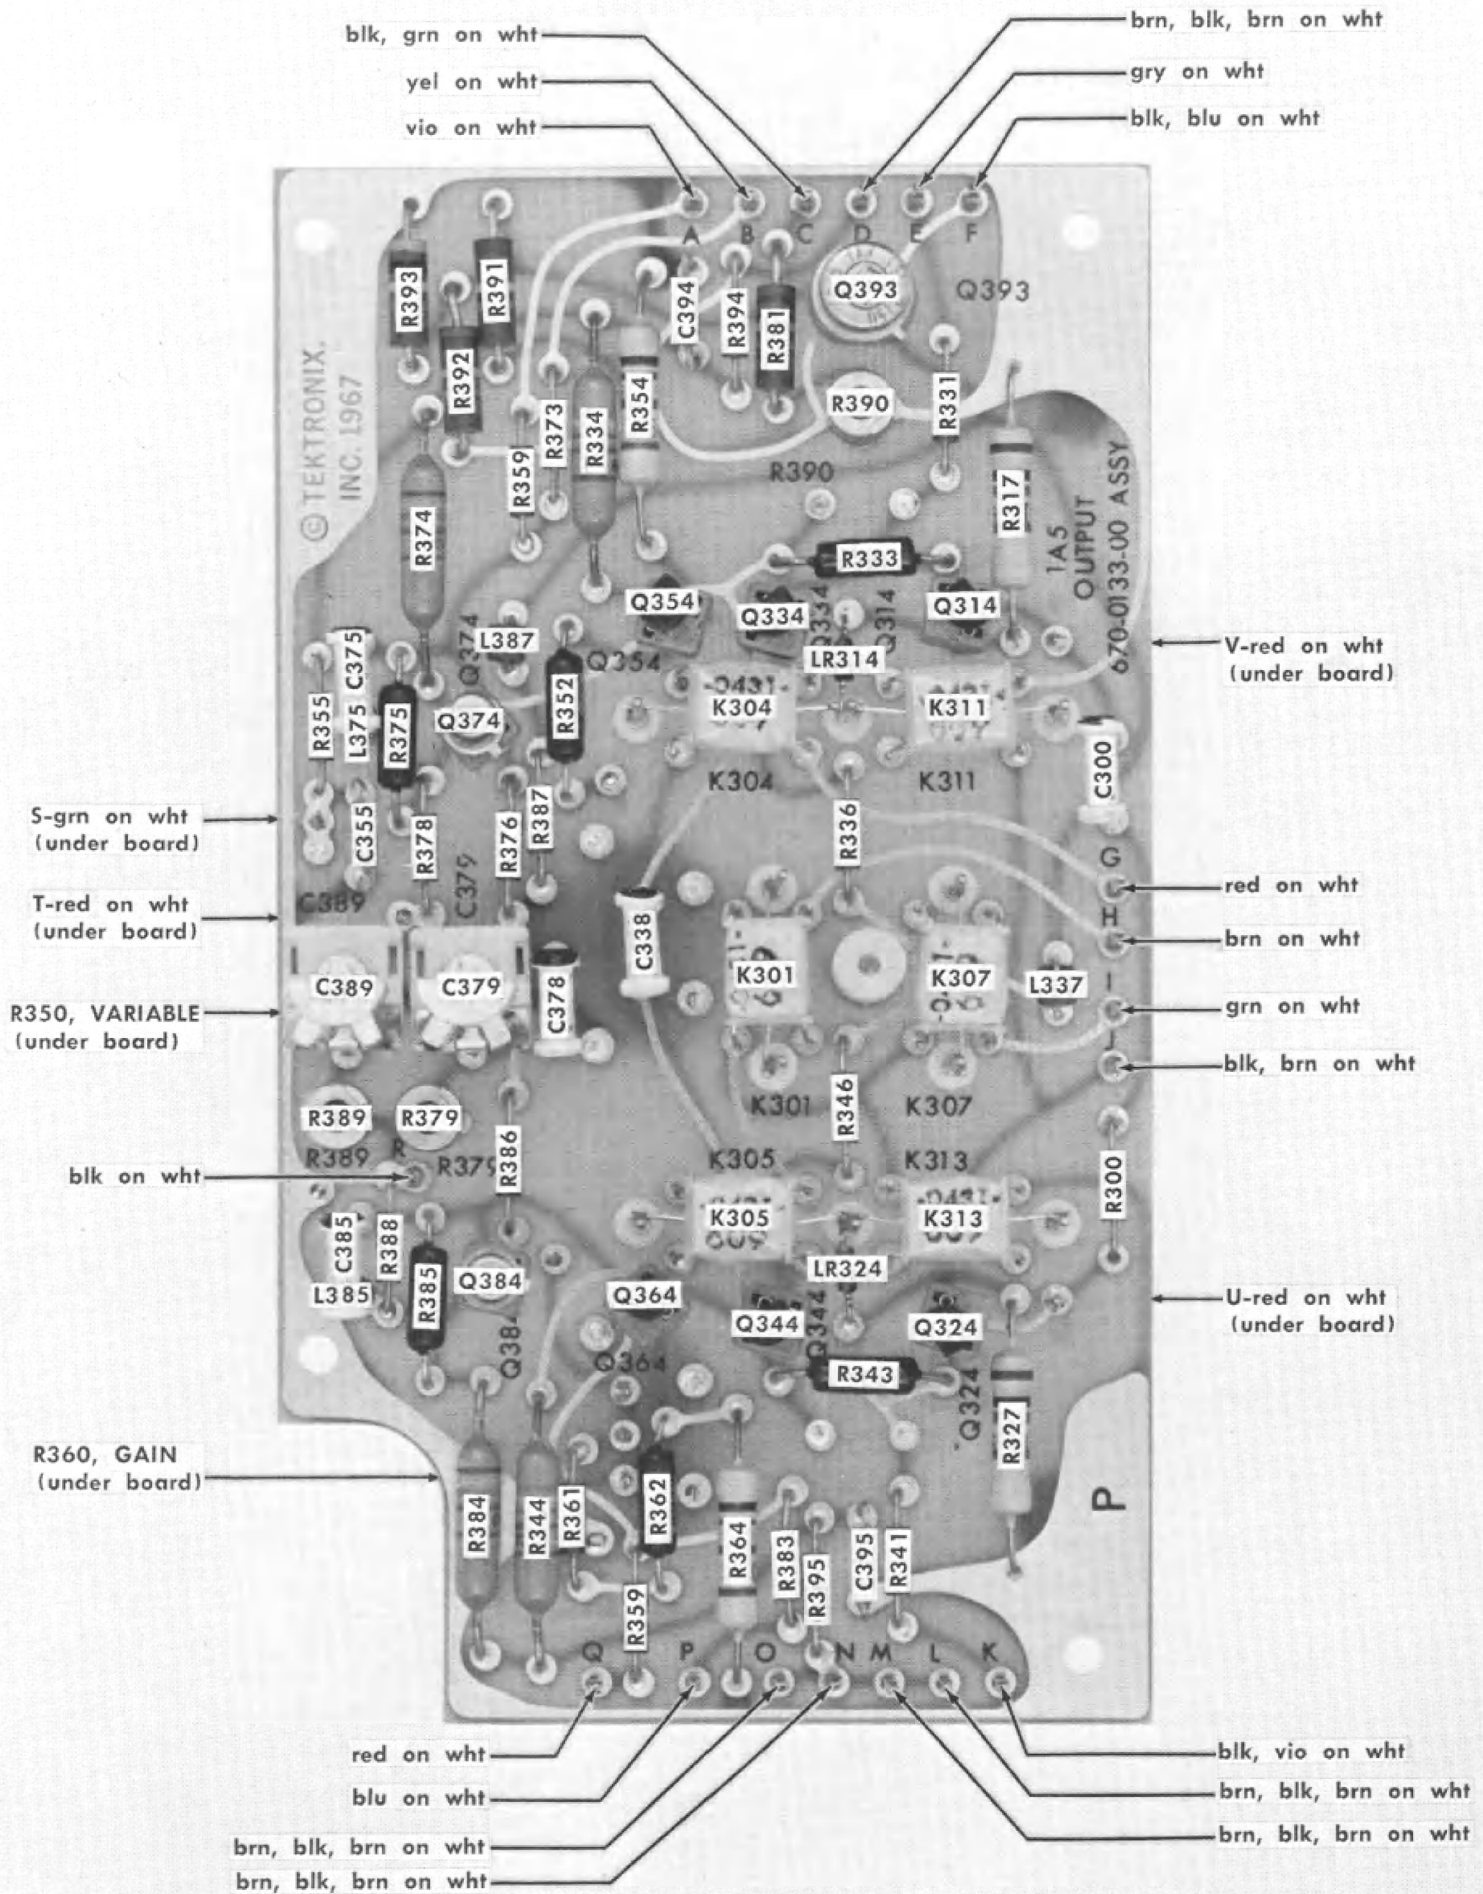 blk, grn on wht
yel on wht
vio on wht
brn, blk, brn on wht
gry on wht
blk, blu on wht
A
B
C
D
E
F
R393
R391
R392
C394
R394
R381
Q393
Q393
© TEKTRONIX.
INC. 1967
R359
R373
R334
R354
R390
R331
R390
R317
R374
1A5
OUTPUT
670-0133-00 ASSY
R333
Q354
Q334
Q314
Q334
Q314
Q374
L387
Q354
LR314
V-red on wht
(under board)
R355
C375
L375
R375
Q374
R352
K304
K311
K304
K311
C300
S-grn on wht
(under board)
C355
R378
C379
R376
R387
R336
G
red on wht
T-red on wht
(under board)
C389
H
brn on wht
C389
C379
C378
C338
K301
K307
L337
I
R350, VARIABLE
(under board)
grn on wht
J
blk, brn on wht
R389
R379
K301
R346
K307
R389
R
R379
R386
K305
K313
R300
blk on wht
K305
K313
C385
R388
L385
R385
Q384
Q364
LR324
Q344
Q344
Q324
U-red on wht
(under board)
Q384
Q364
R343
Q324
R360, GAIN
(under board)
R384
R344
R361
R362
R364
R383
R395
C395
R341
R327
P
R359
Q
P
O
N
M
L
K
red on wht
blu on wht
brn, blk, brn on wht
brn, blk, brn on wht
blk, vio on wht
brn, blk, brn on wht
brn, blk, brn on wht